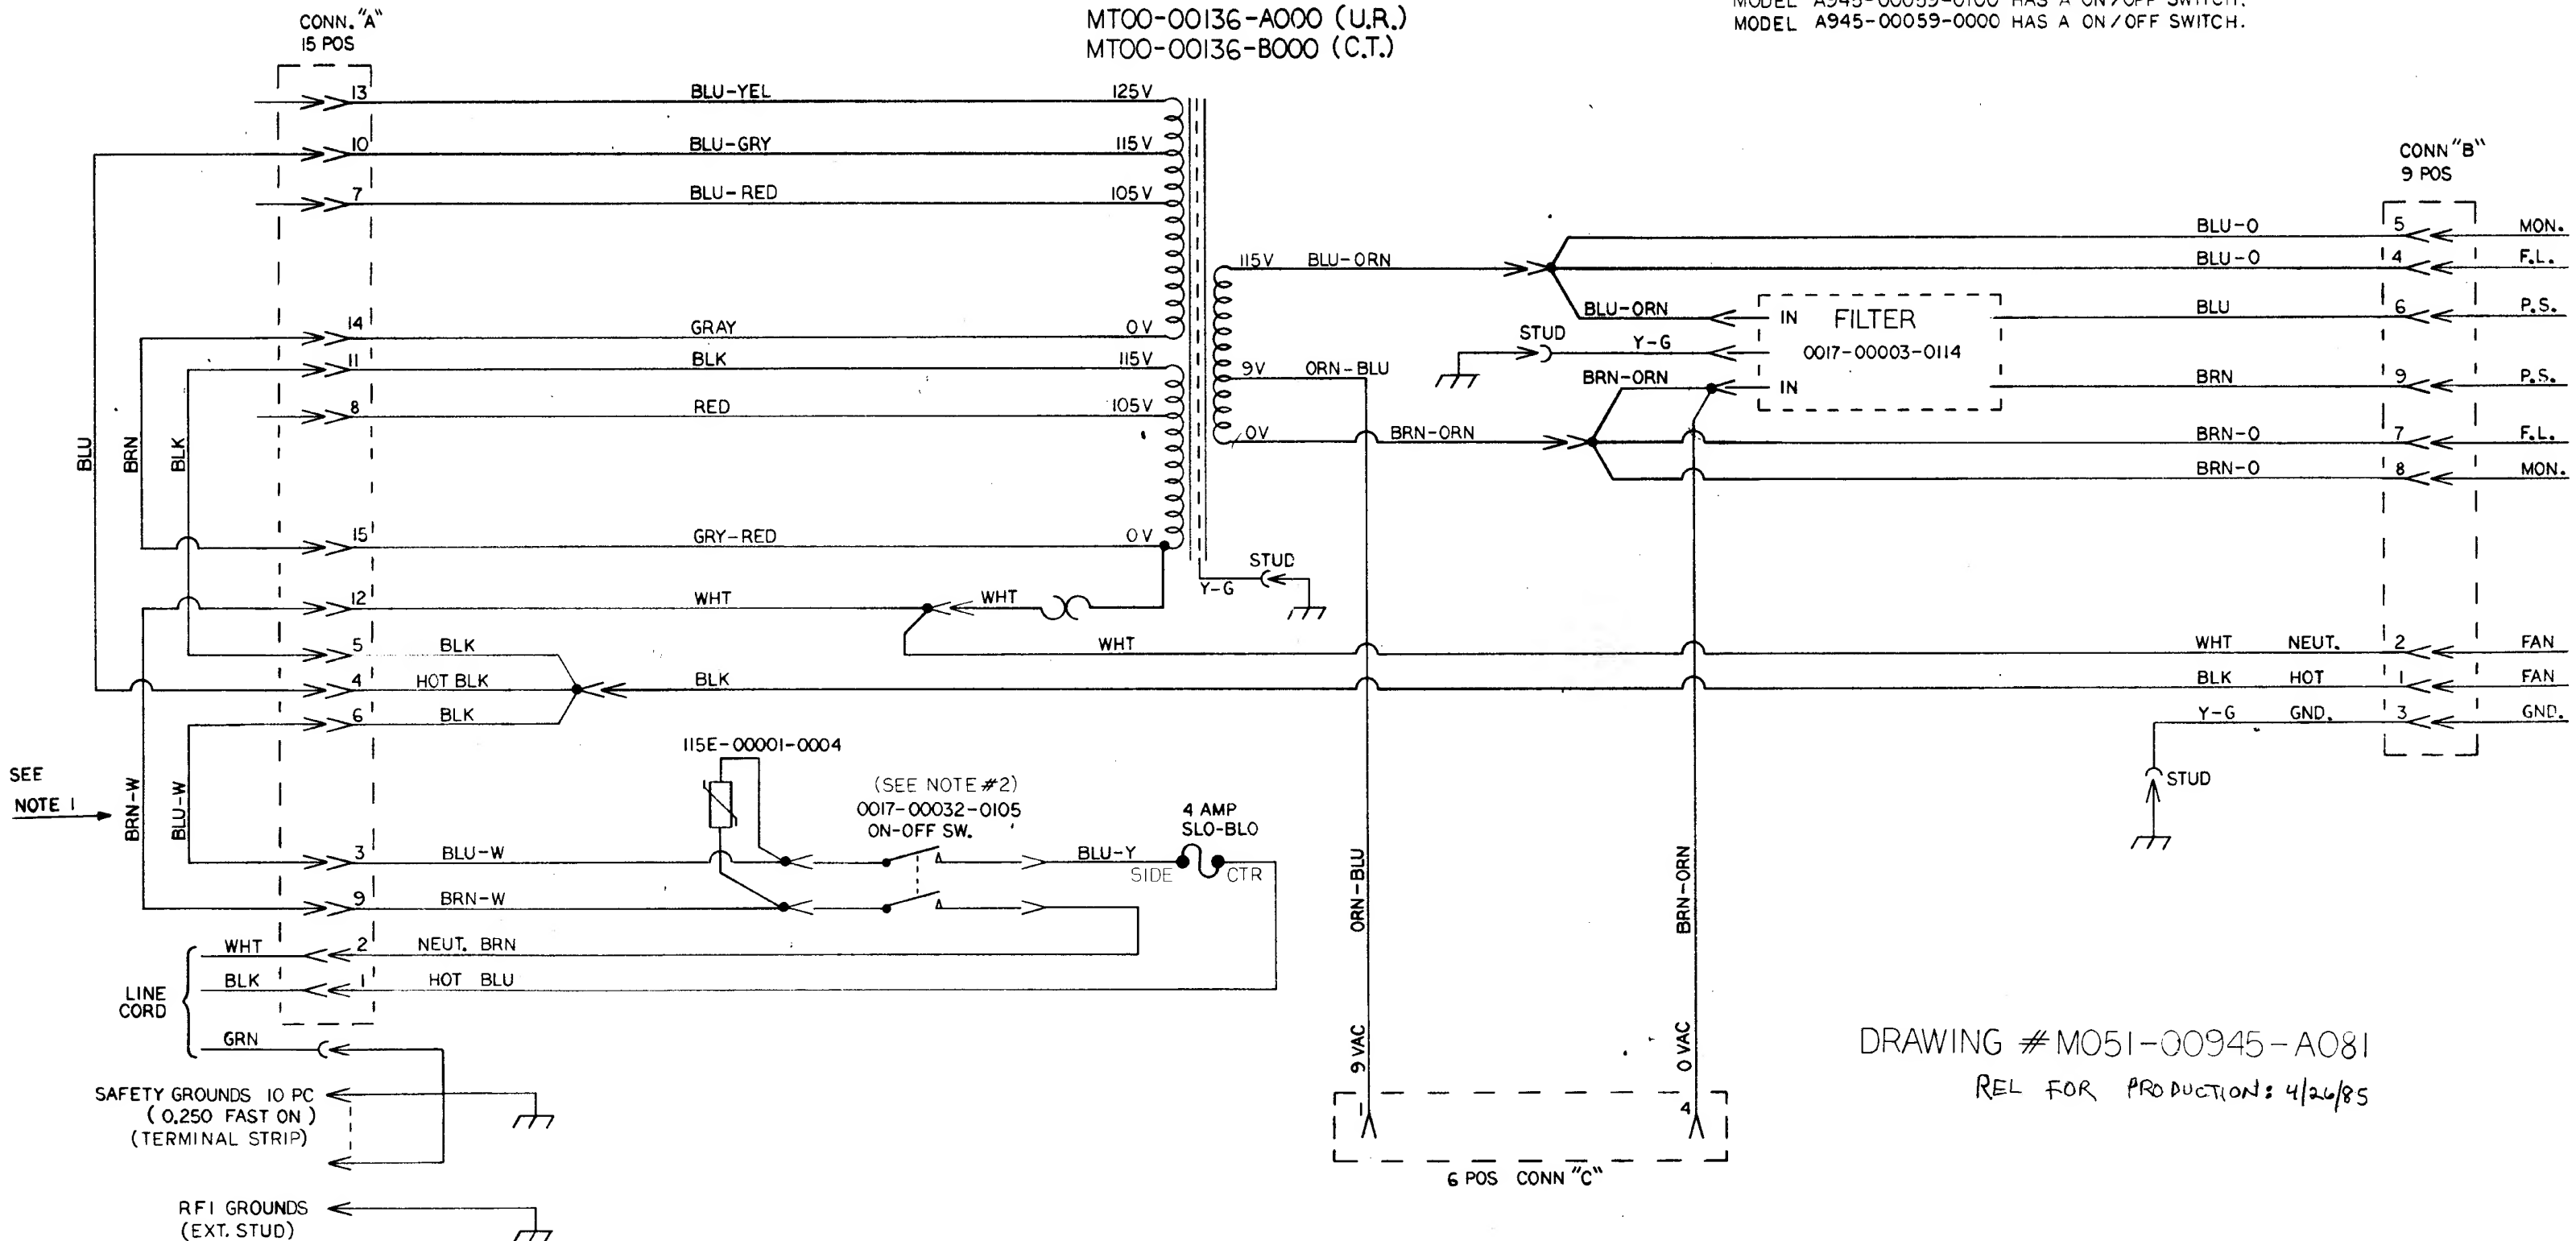 CONN. "A"
15 POS
MT00-00136-A000 (U.R.)
MT00-00136-B000 (C.T.)
MODEL A945-00059-0100 HAS A ON/OFF SWITCH.
MODEL A945-00059-0000 HAS A ON/OFF SWITCH.
13 BLU-YEL 125V
10 BLU-GRY 115V
7 BLU-RED 105V
14 GRAY 0V
11 BLK 115V
8 RED 105V
15 GRY-RED 0V
12 WHT WHT
5 BLK
4 HOT BLK BLK
6 BLK
BLU
BRN
BLK
SEE
NOTE 1
BRN-W
BLU-W
115E-00001-0004
(SEE NOTE #2)
0017-00032-0105
ON-OFF SW.
4 AMP
SLO-BLO
3 BLU-W BLU-Y
SIDE CTR
9 BRN-W
WHT 2 NEUT. BRN
BLK 1 HOT BLU
LINE
CORD
GRN
SAFETY GROUNDS 10 PC
(0.250 FAST ON)
(TERMINAL STRIP)
RFI GROUNDS
(EXT. STUD)
STUD
Y-G
115V BLU-ORN
9V ORN-BLU
0V BRN-ORN
BLU-ORN IN
FILTER
0017-00003-0114
STUD
Y-G
BRN-ORN IN
CONN "B"
9 POS
BLU-O 5 MON.
BLU-O 4 F.L.
BLU 6 P.S.
BRN 9 P.S.
BRN-O 7 F.L.
BRN-O 8 MON.
WHT WHT NEUT. 2 FAN
BLK HOT 1 FAN
Y-G GND. 3 GND.
STUD
ORN-BLU
BRN-ORN
9 VAC
0 VAC
1 4
6 POS CONN "C"
DRAWING #M051-00945-A081
REL FOR PRODUCTION: 4/26/85